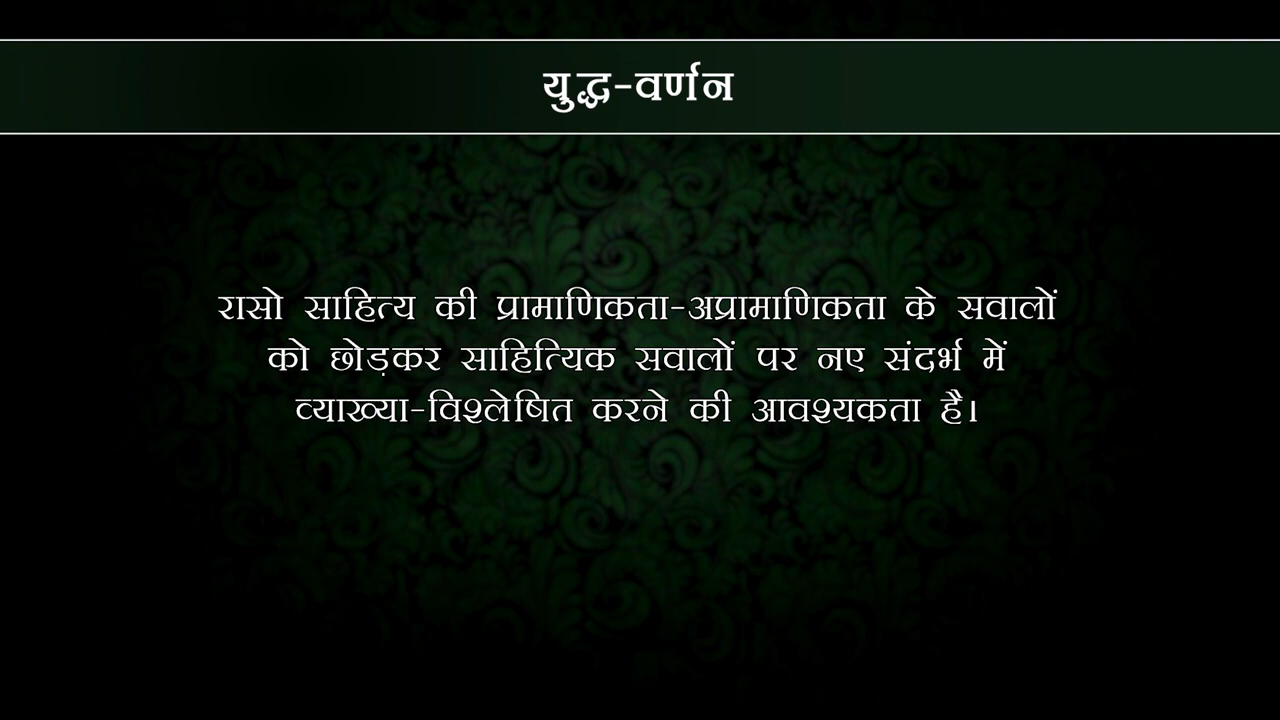 युद्ध-वर्णन
रासो साहित्य की प्रामाणिकता-अप्रामाणिकता के सवालों
को छोड़कर साहित्यिक सवालों पर नए संदर्भ में
व्याख्या-विश्लेषित करने की आवश्यकता है।